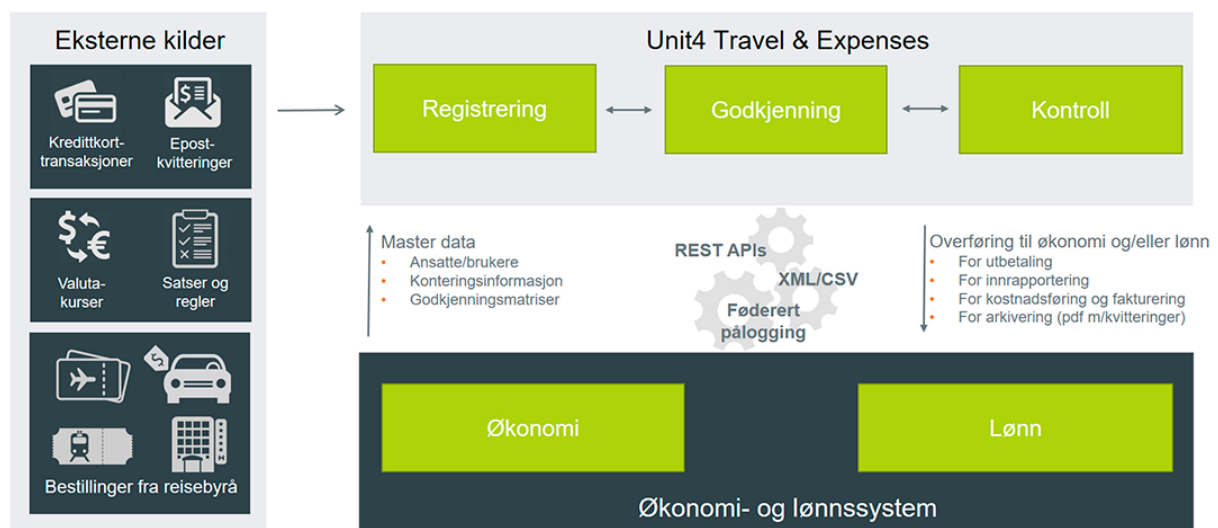 Eksterne kilder
Kredittkort-
transaksjoner
Epost-
kvitteringer
Valuta-
kurser
Satser og
regler
Bestillinger fra reisebyrå
Unit4 Travel & Expenses
Registrering
Godkjenning
Kontroll
Master data
• Ansatte/brukere
• Konteringsinformasjon
• Godkjenningsmatriser
REST APIs
XML/CSV
Føderert
pålogging
Overføring til økonomi og/eller lønn
• For utbetaling
• For innrapportering
• For kostnadsføring og fakturering
• For arkivering (pdf m/kvitteringer)
Økonomi
Lønn
Økonomi- og lønnssystem